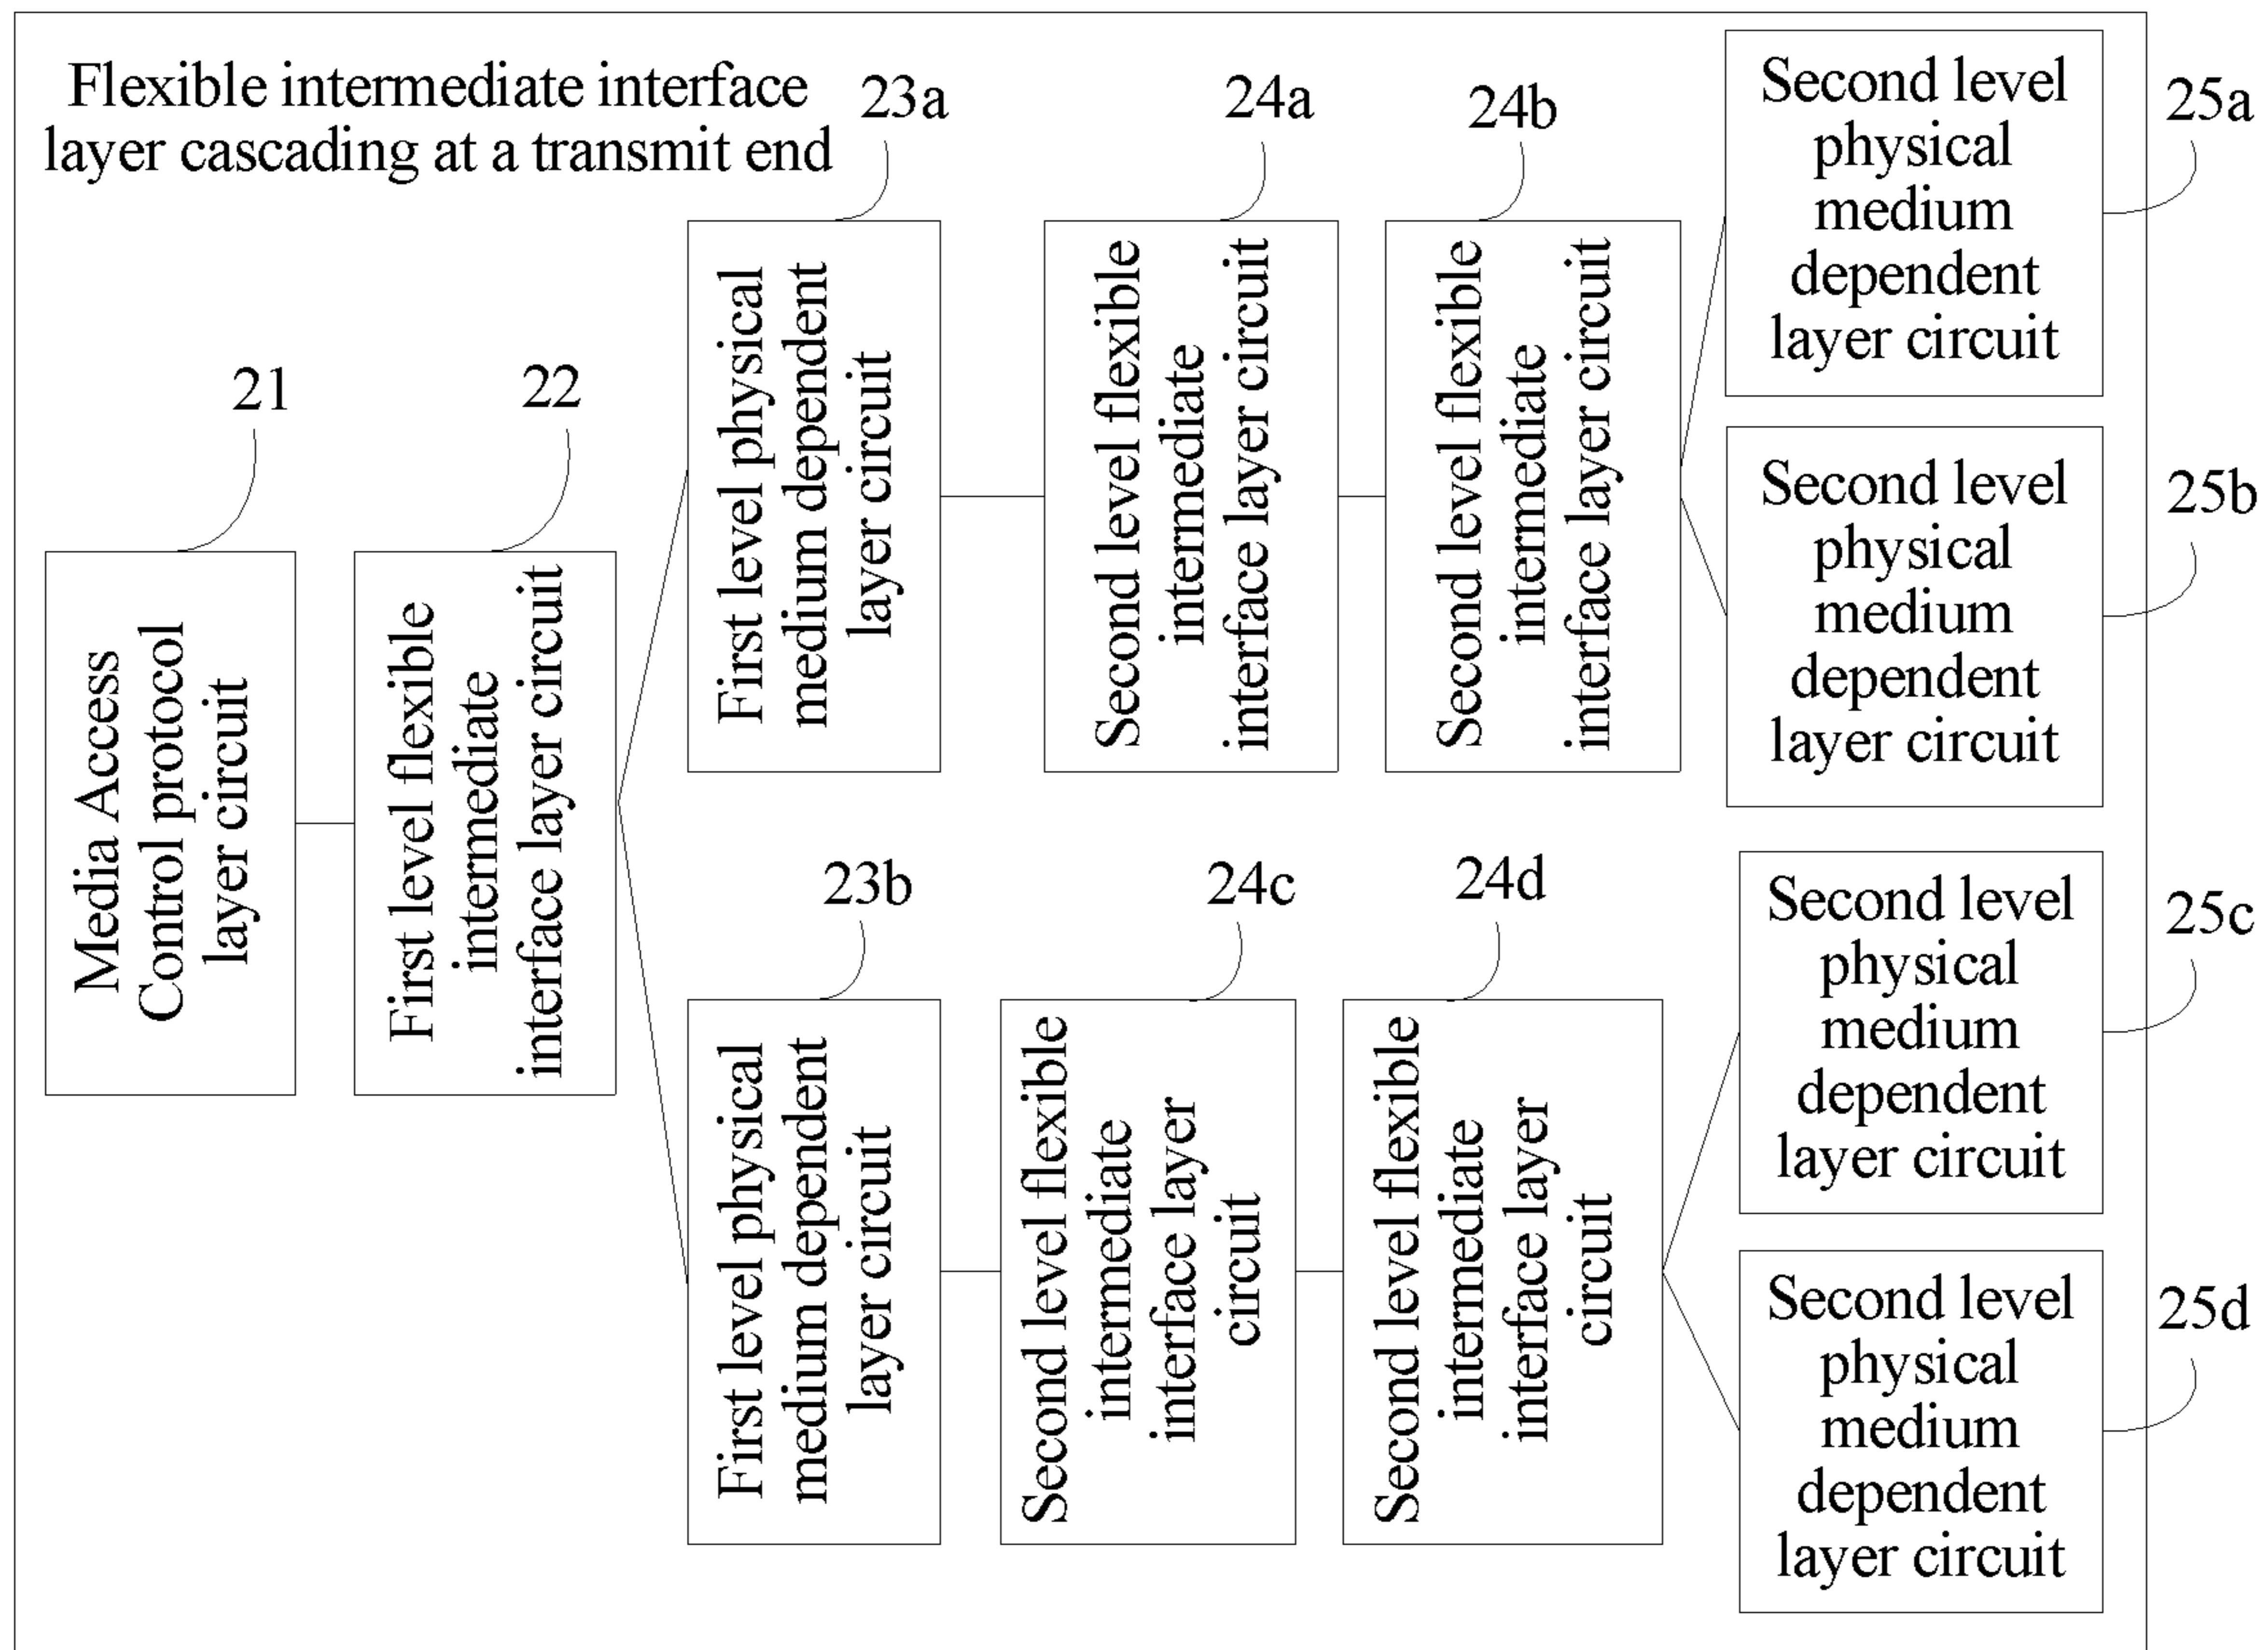 Flexible intermediate interface
layer cascading at a transmit end
21
Media Access
Control protocol
layer circuit
22
First level flexible
intermediate
interface layer circuit
23a
First level physical
medium dependent
layer circuit
24a
Second level flexible
intermediate
interface layer circuit
24b
Second level flexible
intermediate
interface layer circuit
Second level
physical
medium
dependent
layer circuit
25a
Second level
physical
medium
dependent
layer circuit
25b
23b
First level physical
medium dependent
layer circuit
24c
Second level flexible
intermediate
interface layer
circuit
24d
Second level flexible
intermediate
interface layer
circuit
Second level
physical
medium
dependent
layer circuit
25c
Second level
physical
medium
dependent
layer circuit
25d